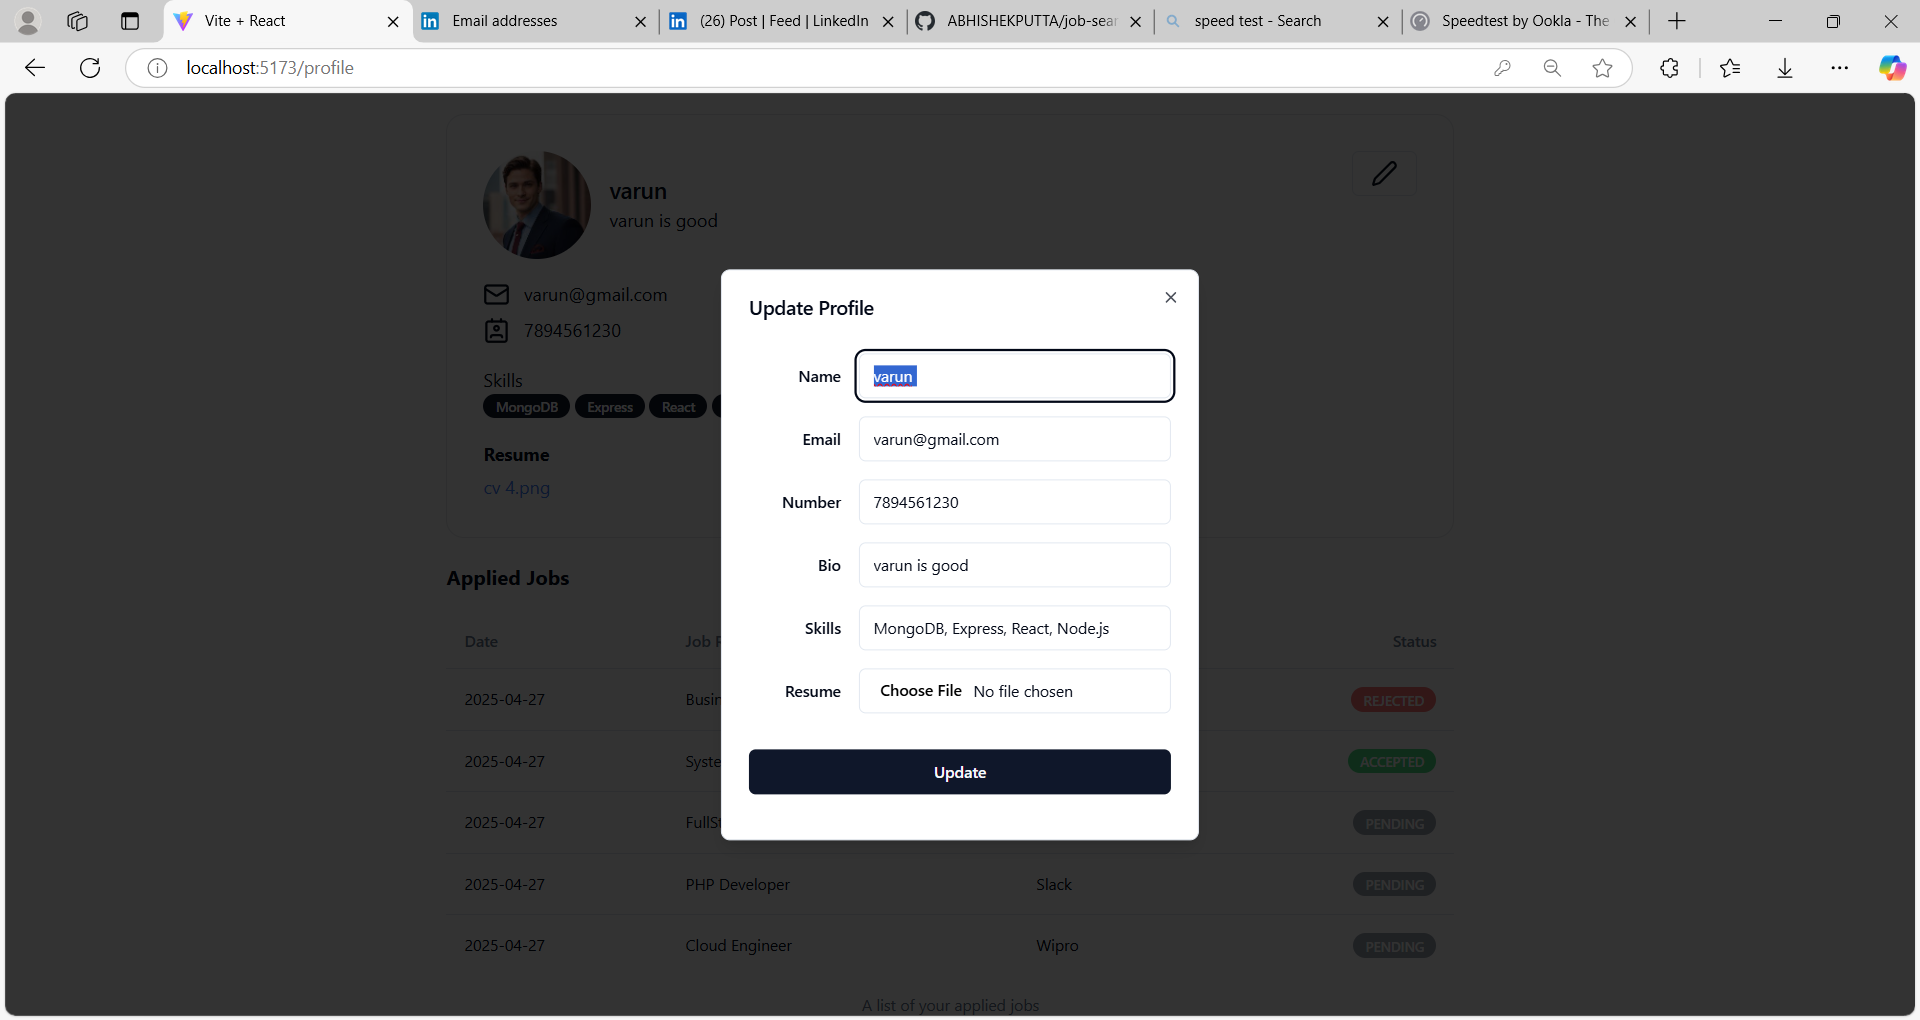 Vite + React
Email addresses
(26) Post | Feed | LinkedIn
ABHISHEKPUTTA/job-sear
speed test - Search
Speedtest by Ookla - The
localhost:5173/profile
varun
varun is good
varun@gmail.com
7894561230
Skills
MongoDB Express React
Resume
cv 4.png
Update Profile
Name varun
Email varun@gmail.com
Number 7894561230
Bio varun is good
Skills MongoDB, Express, React, Node.js
Resume Choose File No file chosen
Update
Applied Jobs
Date Job Status
2025-04-27 REJECTED
2025-04-27 ACCEPTED
2025-04-27 PENDING
2025-04-27 PHP Developer Slack PENDING
2025-04-27 Cloud Engineer Wipro PENDING
A list of your applied jobs